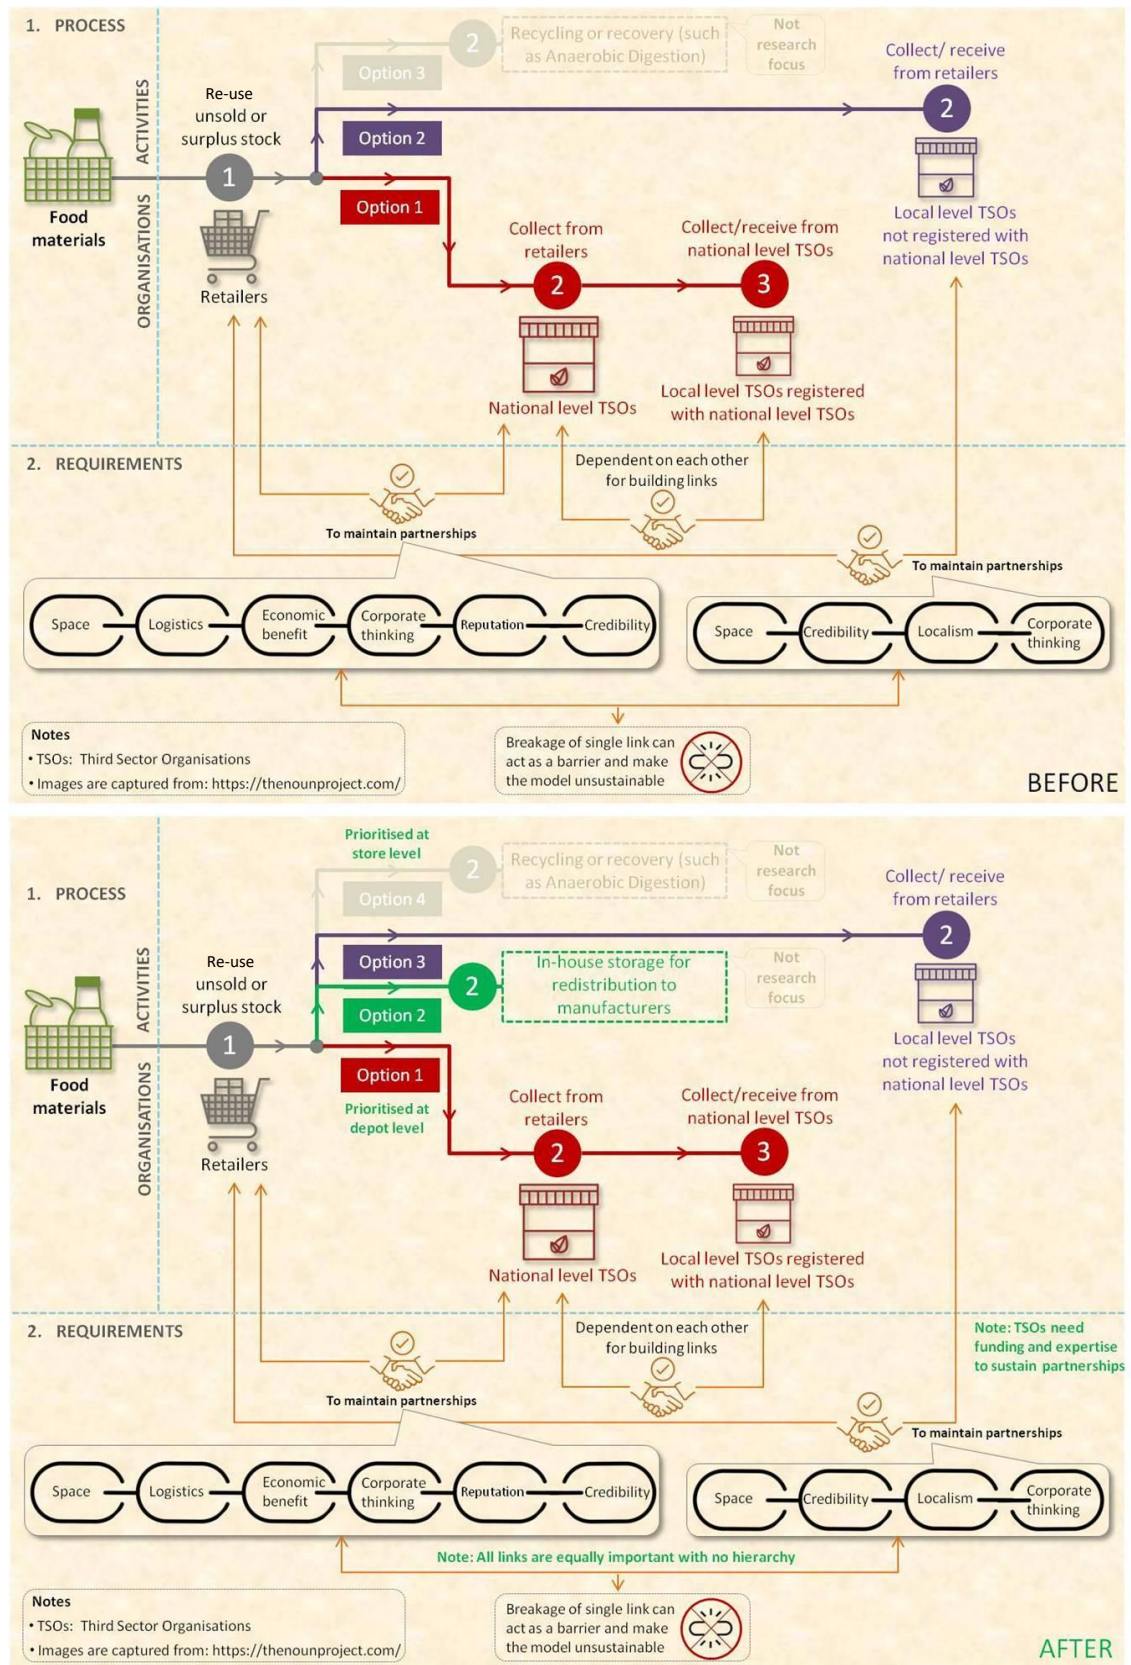 1. PROCESS
ACTIVITIES
ORGANISATIONS
Food
materials
Re-use
unsold or
surplus stock
1
Retailers
Option 3
2
Recycling or recovery (such
as Anaerobic Digestion)
Not
research
focus
Option 2
Collect/ receive
from retailers
2
Local level TSOs
not registered with
national level TSOs
Option 1
Collect from
retailers
2
National level TSOs
Collect/receive from
national level TSOs
3
Local level TSOs registered
with national level TSOs
2. REQUIREMENTS
Dependent on each other
for building links
To maintain partnerships
To maintain partnerships
Space
Logistics
Economic
benefit
Corporate
thinking
Reputation
Credibility
Space
Credibility
Localism
Corporate
thinking
Notes
• TSOs: Third Sector Organisations
• Images are captured from: https://thenounproject.com/
Breakage of single link can
act as a barrier and make
the model unsustainable
BEFORE
1. PROCESS
ACTIVITIES
ORGANISATIONS
Food
materials
Re-use
unsold or
surplus stock
1
Retailers
Prioritised at
store level
Option 4
2
Recycling or recovery (such
as Anaerobic Digestion)
Not
research
focus
Option 3
Collect/ receive
from retailers
2
Local level TSOs
not registered with
national level TSOs
Option 2
2
In-house storage for
redistribution to
manufacturers
Not
research
focus
Option 1
Prioritised at
depot level
Collect from
retailers
2
National level TSOs
Collect/receive from
national level TSOs
3
Local level TSOs registered
with national level TSOs
2. REQUIREMENTS
Dependent on each other
for building links
Note: TSOs need
funding and expertise
to sustain partnerships
To maintain partnerships
To maintain partnerships
Space
Logistics
Economic
benefit
Corporate
thinking
Reputation
Credibility
Space
Credibility
Localism
Corporate
thinking
Note: All links are equally important with no hierarchy
Notes
• TSOs: Third Sector Organisations
• Images are captured from: https://thenounproject.com/
Breakage of single link can
act as a barrier and make
the model unsustainable
AFTER